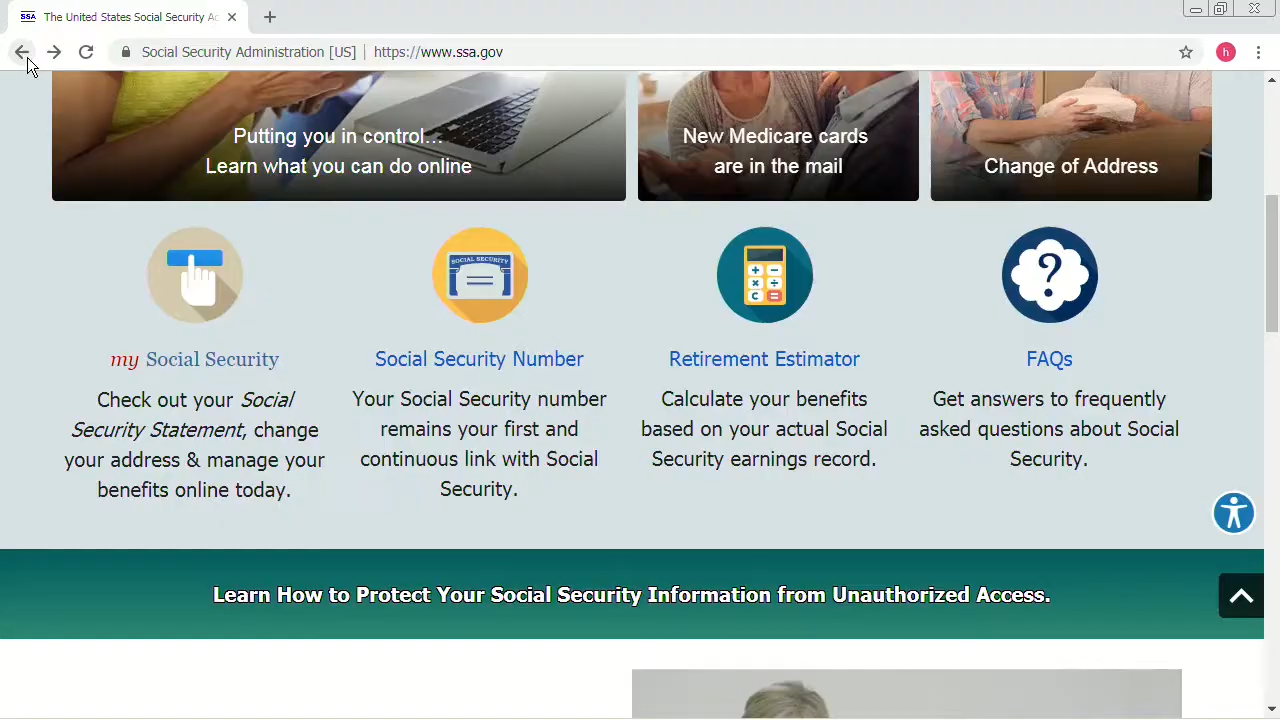 SSA The United States Social Security Ac
Social Security Administration [US] | https://www.ssa.gov
h
Putting you in control...
Learn what you can do online
New Medicare cards
are in the mail
Change of Address
SOCIAL SECURITY
my Social Security
Social Security Number
Retirement Estimator
FAQs
Check out your Social
Security Statement, change
your address & manage your
benefits online today.
Your Social Security number
remains your first and
continuous link with Social
Security.
Calculate your benefits
based on your actual Social
Security earnings record.
Get answers to frequently
asked questions about Social
Security.
Learn How to Protect Your Social Security Information from Unauthorized Access.